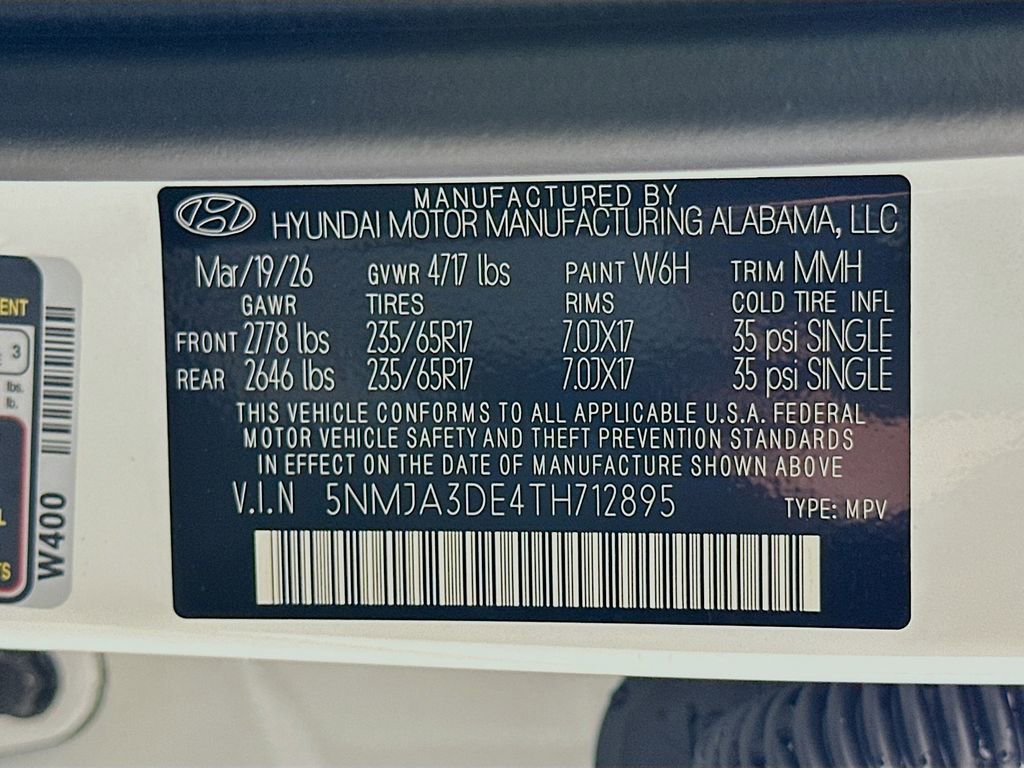 MANUFACTURED BY
HYUNDAI MOTOR MANUFACTURING ALABAMA, LLC
Mar/19/26 GVWR 4717 lbs PAINT W6H TRIM MMH
GAWR TIRES RIMS COLD TIRE INFL
FRONT 2778 lbs 235/65R17 7.0JX17 35 psi SINGLE
REAR 2646 lbs 235/65R17 7.0JX17 35 psi SINGLE
THIS VEHICLE CONFORMS TO ALL APPLICABLE U.S.A. FEDERAL
MOTOR VEHICLE SAFETY AND THEFT PREVENTION STANDARDS
IN EFFECT ON THE DATE OF MANUFACTURE SHOWN ABOVE
V.I.N 5NMJA3DE4TH712895 TYPE: MPV
3
lbs.
lb.
W400